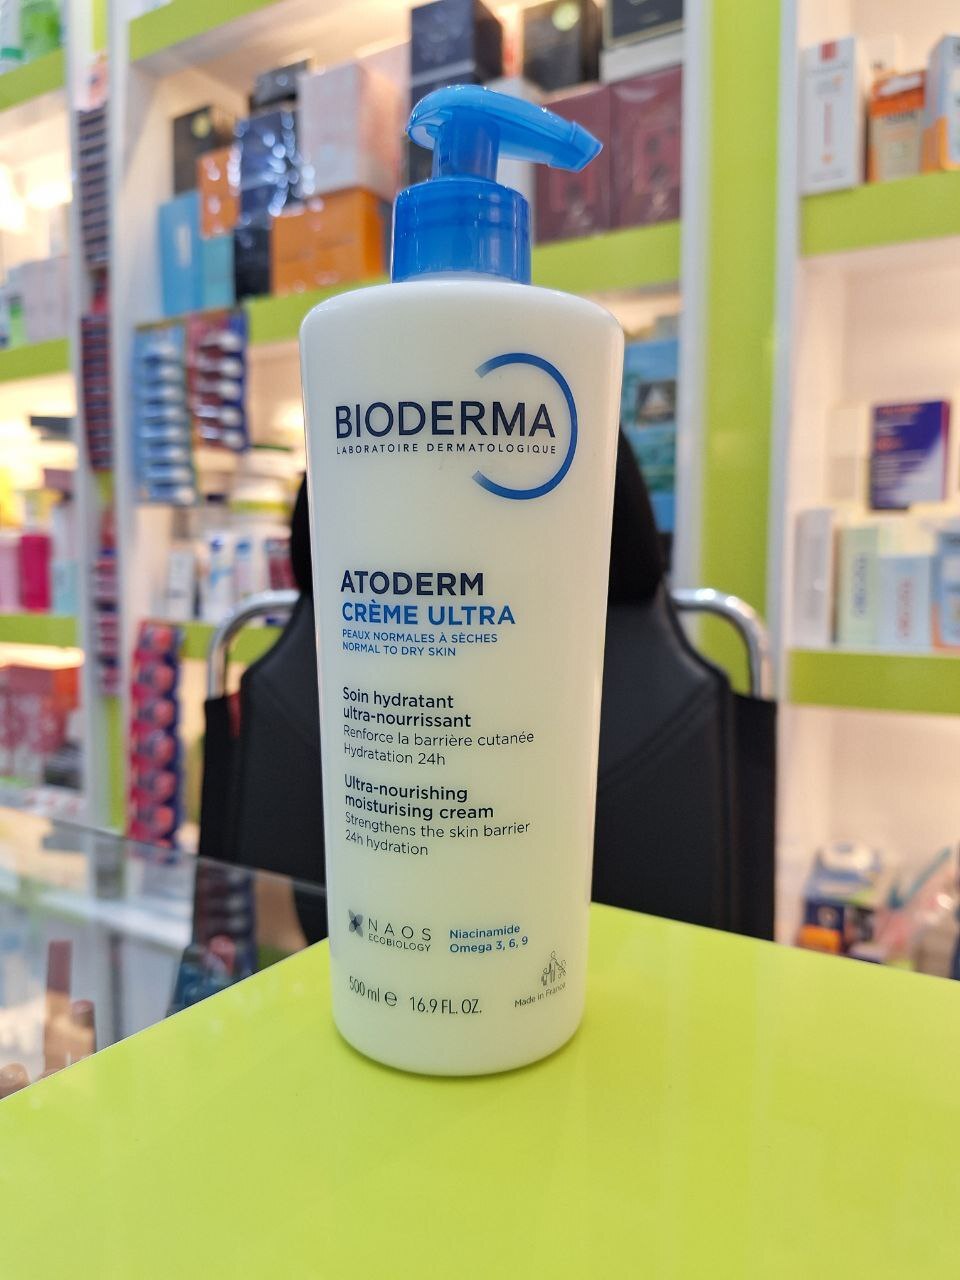 BIODERMA
LABORATOIRE DERMATOLOGIQUE
ATODERM
CRÈME ULTRA
PEAUX NORMALES À SÈCHES
NORMAL TO DRY SKIN
Soin hydratant
ultra-nourrissant
Renforce la barrière cutanée
Hydratation 24h
Ultra-nourishing
moisturising cream
Strengthens the skin barrier
24h hydration
NAOS
ECOBIOLOGY
Niacinamide
Omega 3, 6, 9
500 ml ℮ 16.9 FL. OZ.
Made in France